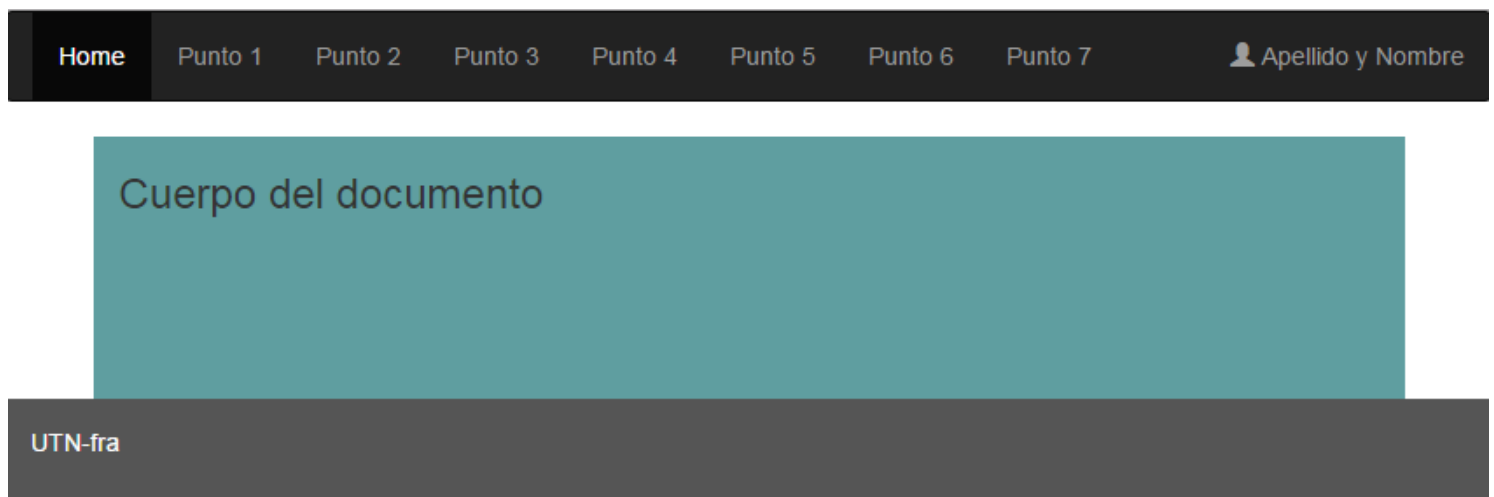 Home Punto 1 Punto 2 Punto 3 Punto 4 Punto 5 Punto 6 Punto 7 Apellido y Nombre
Cuerpo del documento
UTN-fra